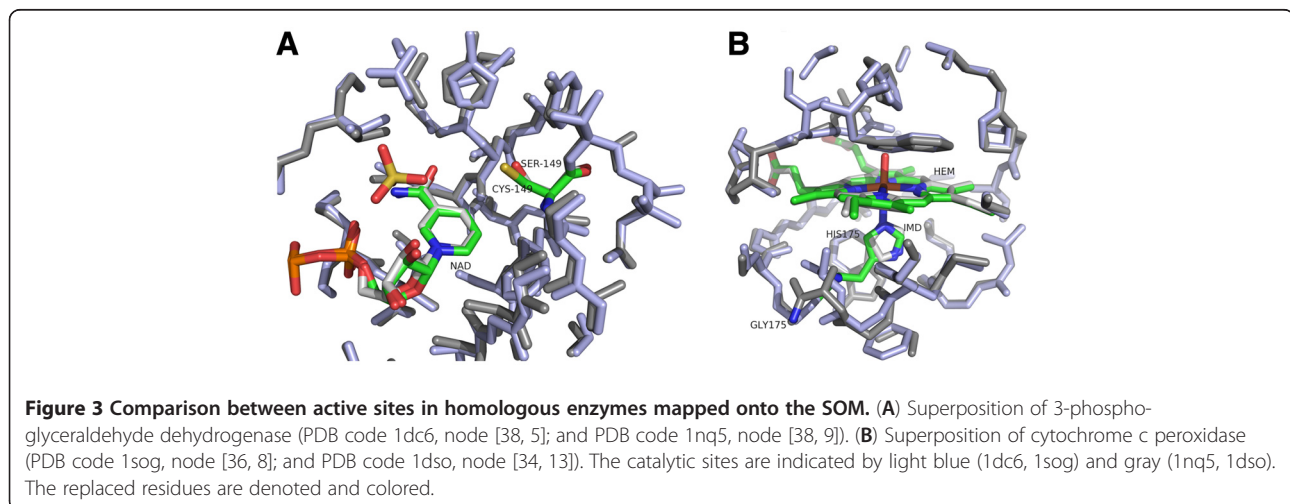 A
B
SER-149
CYS-149
NAD
HEM
HIS175
IMD
GLY175
Figure 3 Comparison between active sites in homologous enzymes mapped onto the SOM. (A) Superposition of 3-phospho-
glyceraldehyde dehydrogenase (PDB code 1dc6, node [38, 5]; and PDB code 1nq5, node [38, 9]). (B) Superposition of cytochrome c peroxidase
(PDB code 1sog, node [36, 8]; and PDB code 1dso, node [34, 13]). The catalytic sites are indicated by light blue (1dc6, 1sog) and gray (1nq5, 1dso).
The replaced residues are denoted and colored.